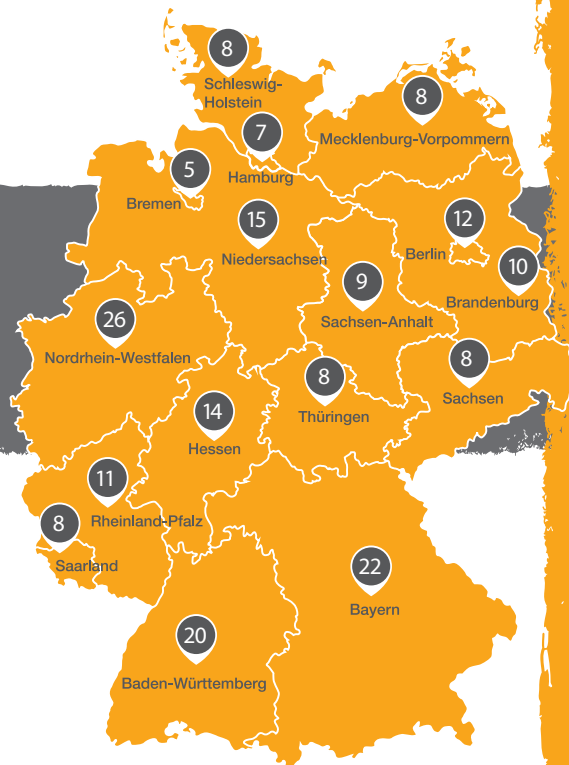 8
Schleswig-
Holstein
8
Mecklenburg-Vorpommern
7
Hamburg
5
Bremen
15
Niedersachsen
12
Berlin
10
Brandenburg
9
Sachsen-Anhalt
26
Nordrhein-Westfalen
8
Sachsen
8
Thüringen
14
Hessen
11
Rheinland-Pfalz
8
Saarland
22
Bayern
20
Baden-Württemberg